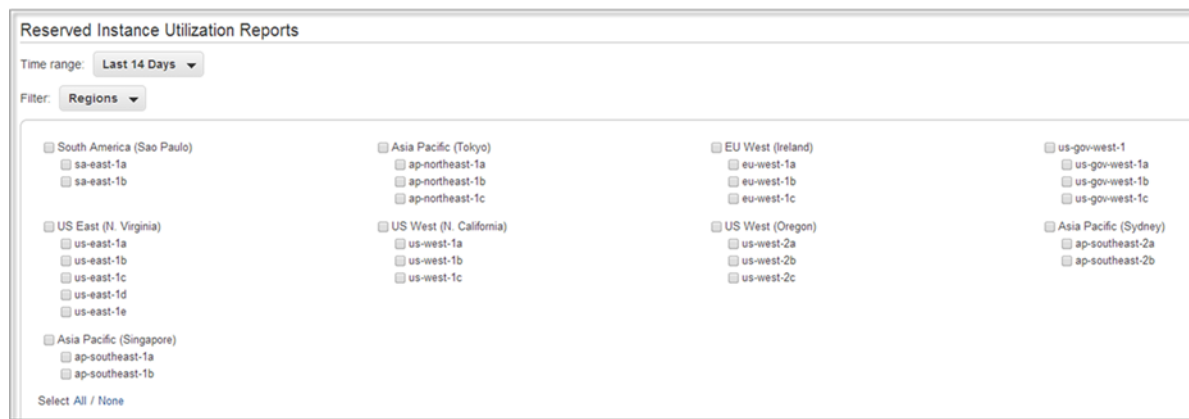 Reserved Instance Utilization Reports
Time range: Last 14 Days
Filter: Regions
South America (Sao Paulo)
sa-east-1a
sa-east-1b
Asia Pacific (Tokyo)
ap-northeast-1a
ap-northeast-1b
ap-northeast-1c
EU West (Ireland)
eu-west-1a
eu-west-1b
eu-west-1c
us-gov-west-1
us-gov-west-1a
us-gov-west-1b
us-gov-west-1c
US East (N. Virginia)
us-east-1a
us-east-1b
us-east-1c
us-east-1d
us-east-1e
US West (N. California)
us-west-1a
us-west-1b
us-west-1c
US West (Oregon)
us-west-2a
us-west-2b
us-west-2c
Asia Pacific (Sydney)
ap-southeast-2a
ap-southeast-2b
Asia Pacific (Singapore)
ap-southeast-1a
ap-southeast-1b
Select All / None